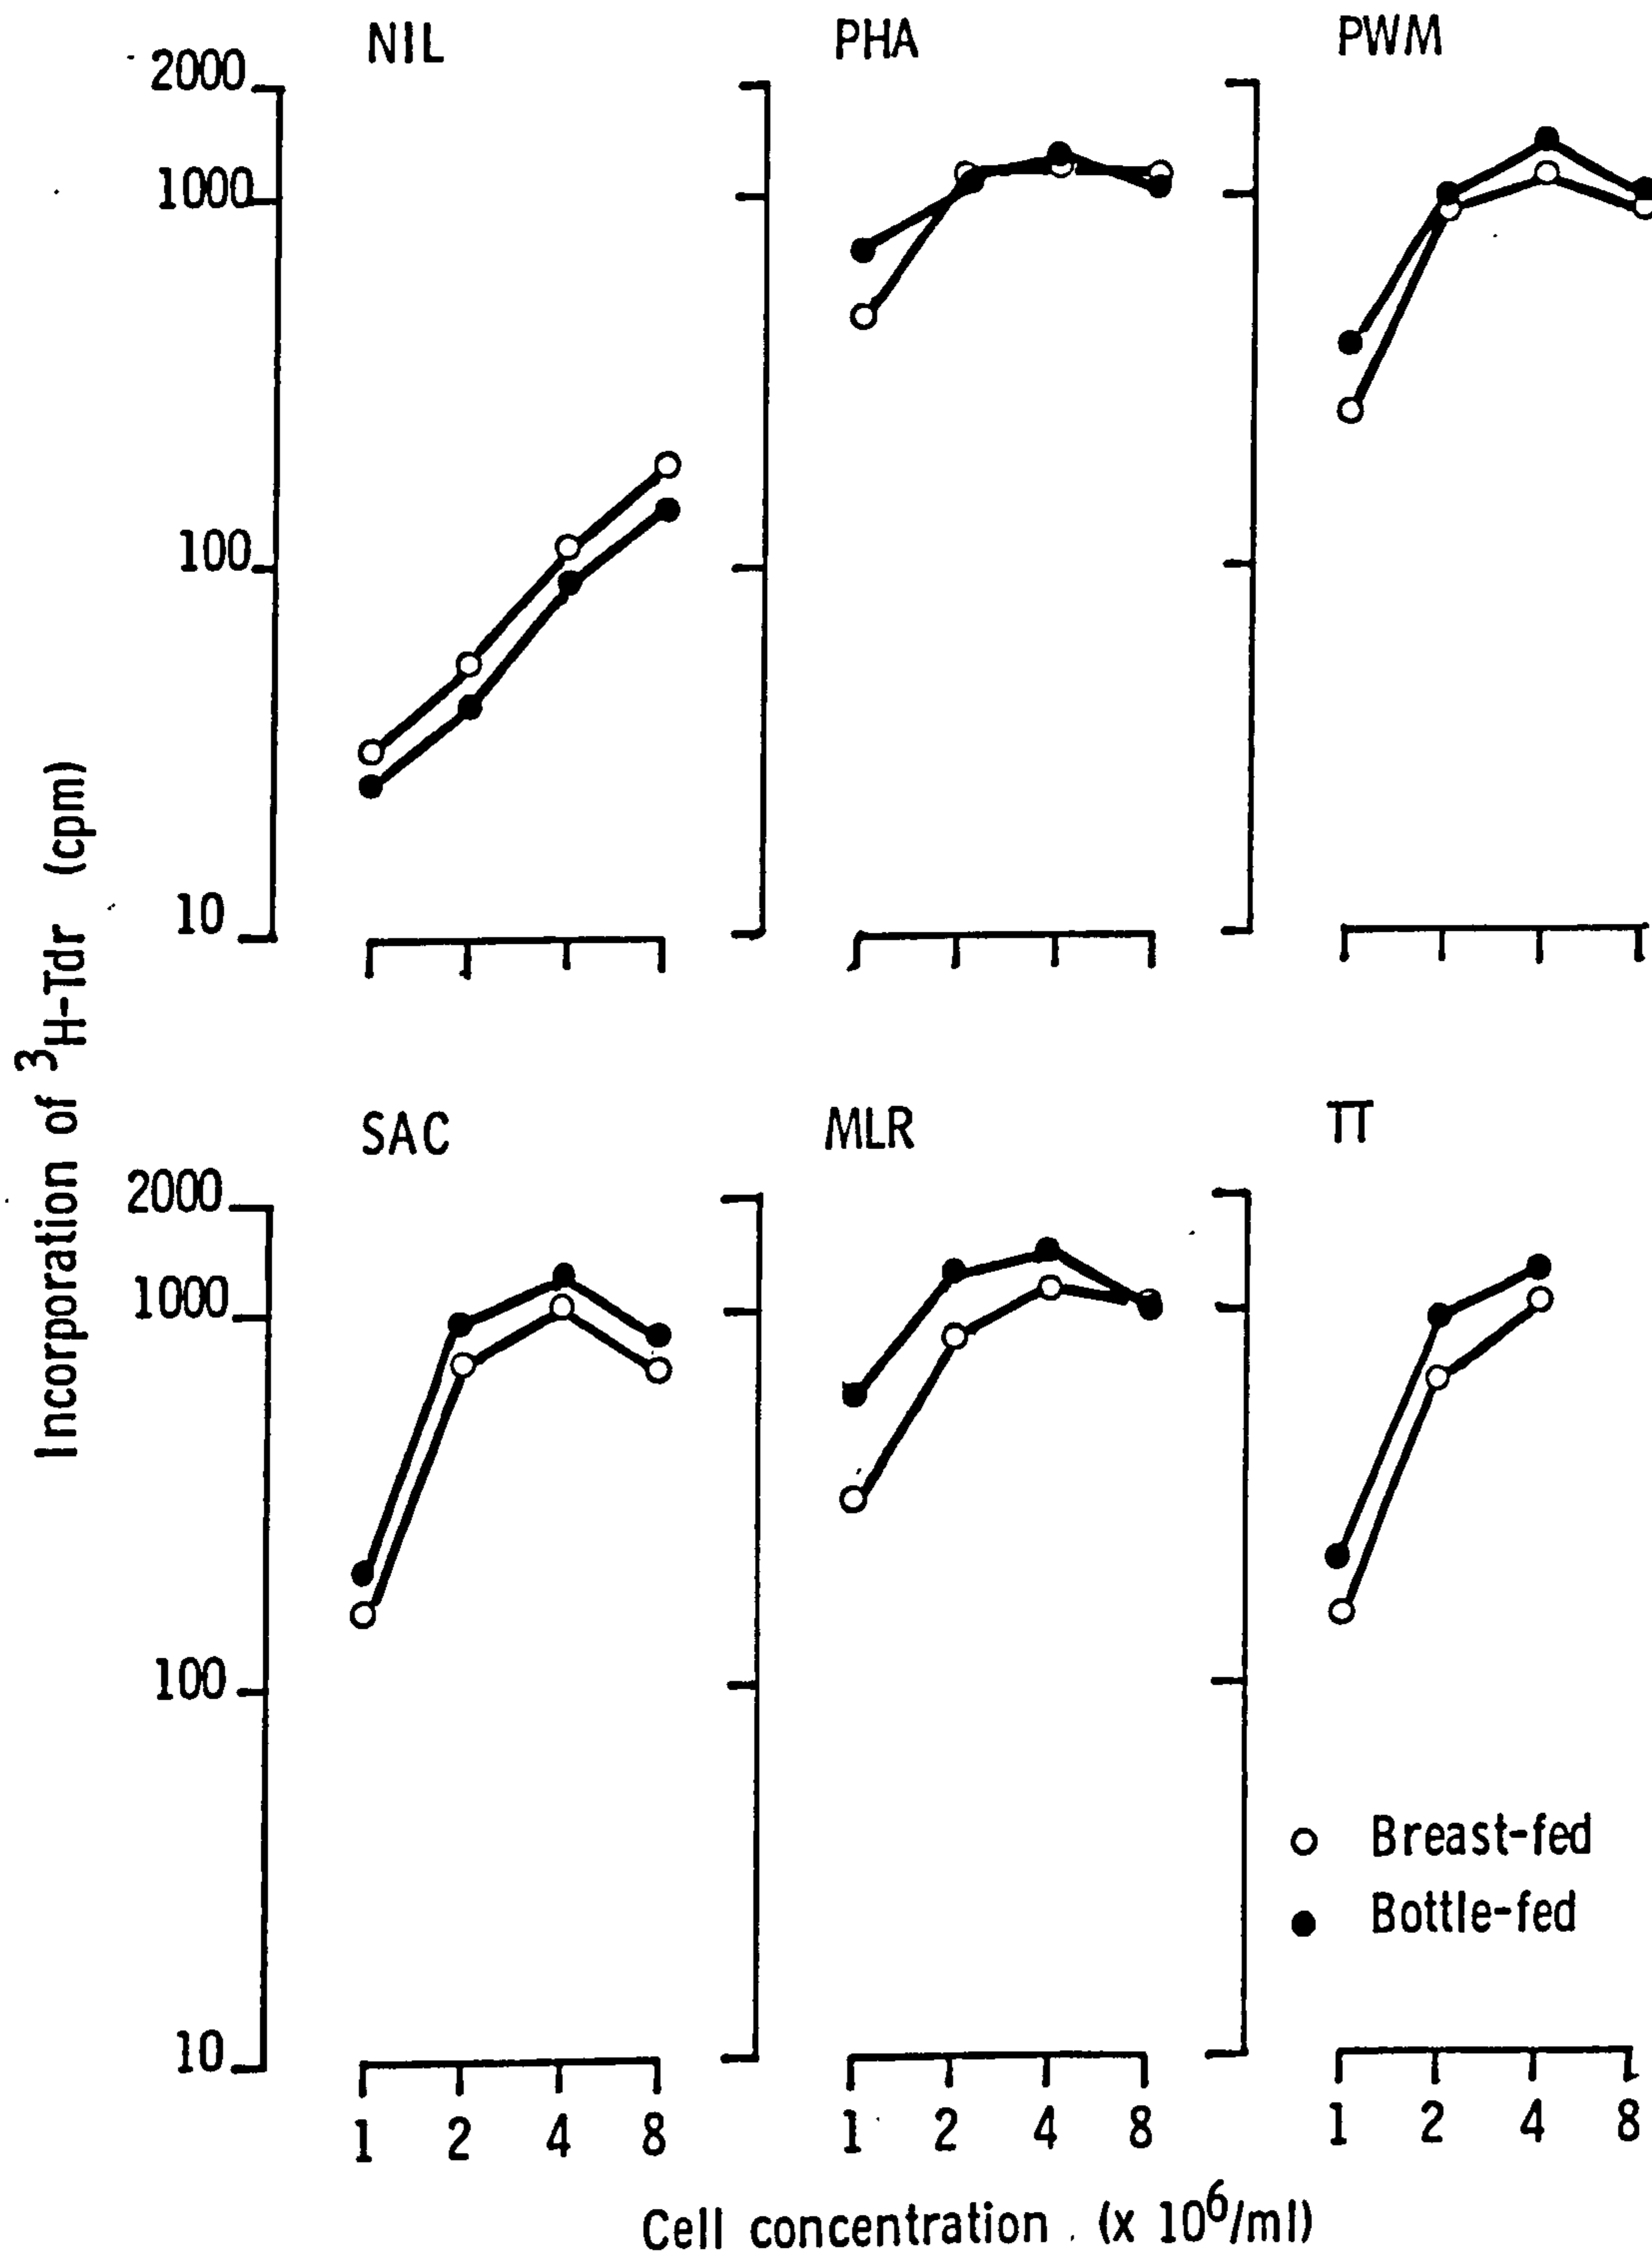 NIL PHA PWM
2000
1000
100
10
Incorporation of ³H-Tdr (cpm)
SAC MLR TT
2000
1000
100
10
Breast-fed
Bottle-fed
1 2 4 8 1 2 4 8 1 2 4 8
Cell concentration (x 10⁶/ml)